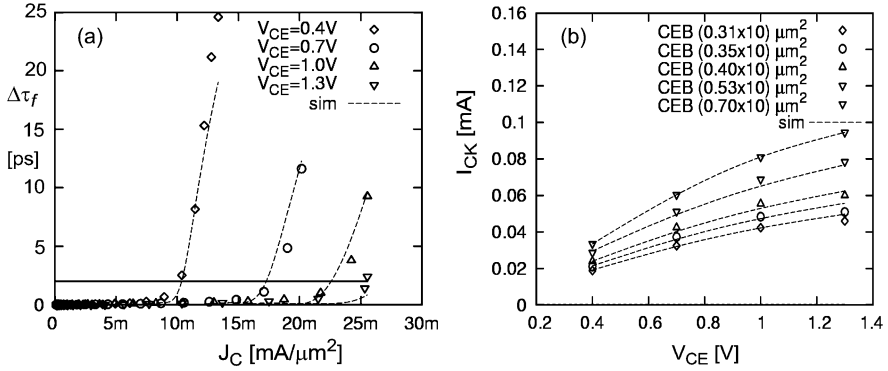 (a)
V_CE=0.4V
V_CE=0.7V
V_CE=1.0V
V_CE=1.3V
sim
25
20
15
10
5
0
Δτ_f
[ps]
0 5m 10m 15m 20m 25m 30m
J_C [mA/μm²]
(b)
CEB (0.31x10) μm²
CEB (0.35x10) μm²
CEB (0.40x10) μm²
CEB (0.53x10) μm²
CEB (0.70x10) μm²
sim
0.16
0.14
0.12
0.1
0.08
0.06
0.04
0.02
0
I_CK [mA]
0.2 0.4 0.6 0.8 1 1.2 1.4
V_CE [V]